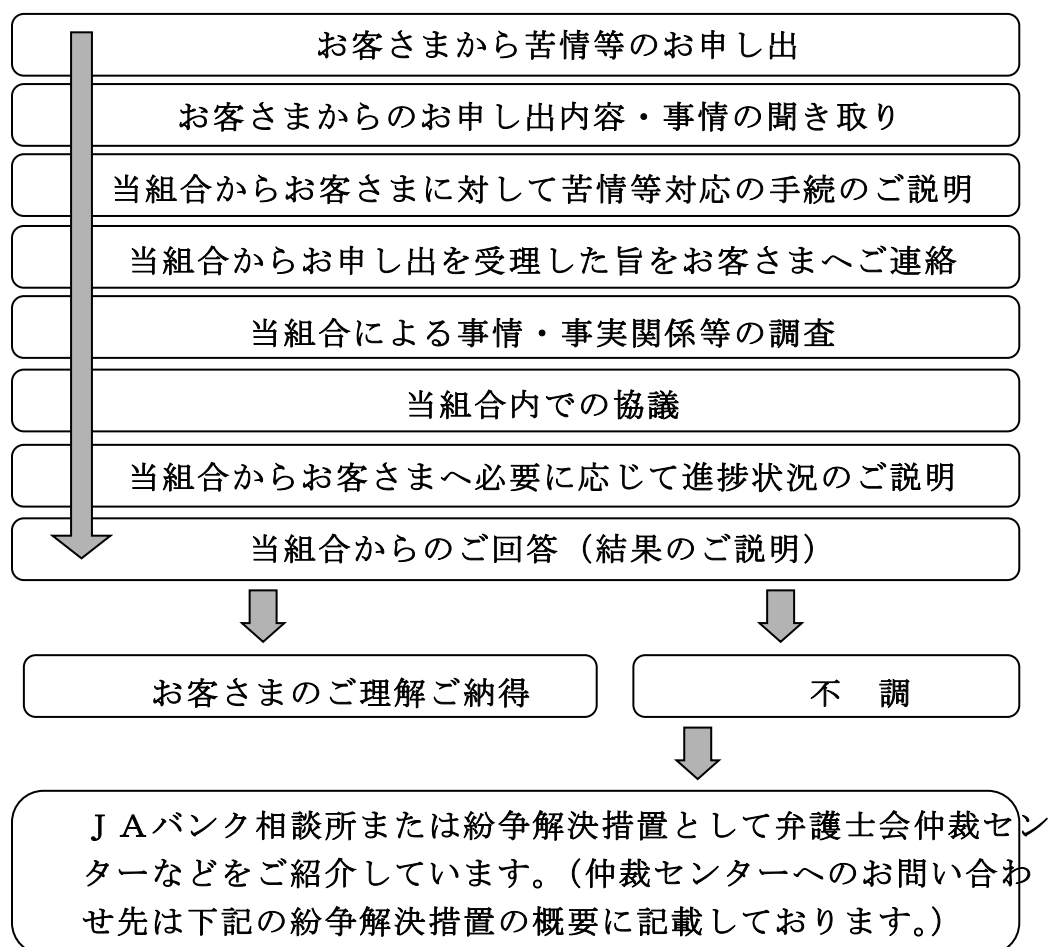 お客さまから苦情等のお申し出
お客さまからのお申し出内容・事情の聞き取り
当組合からお客さまに対して苦情等対応の手続のご説明
当組合からお申し出を受理した旨をお客さまへご連絡
当組合による事情・事実関係等の調査
当組合内での協議
当組合からお客さまへ必要に応じて進捗状況のご説明
当組合からのご回答（結果のご説明）
お客さまのご理解ご納得
不　調
ＪＡバンク相談所または紛争解決措置として弁護士会仲裁セン
ターなどをご紹介しています。（仲裁センターへのお問い合わ
せ先は下記の紛争解決措置の概要に記載しております。）